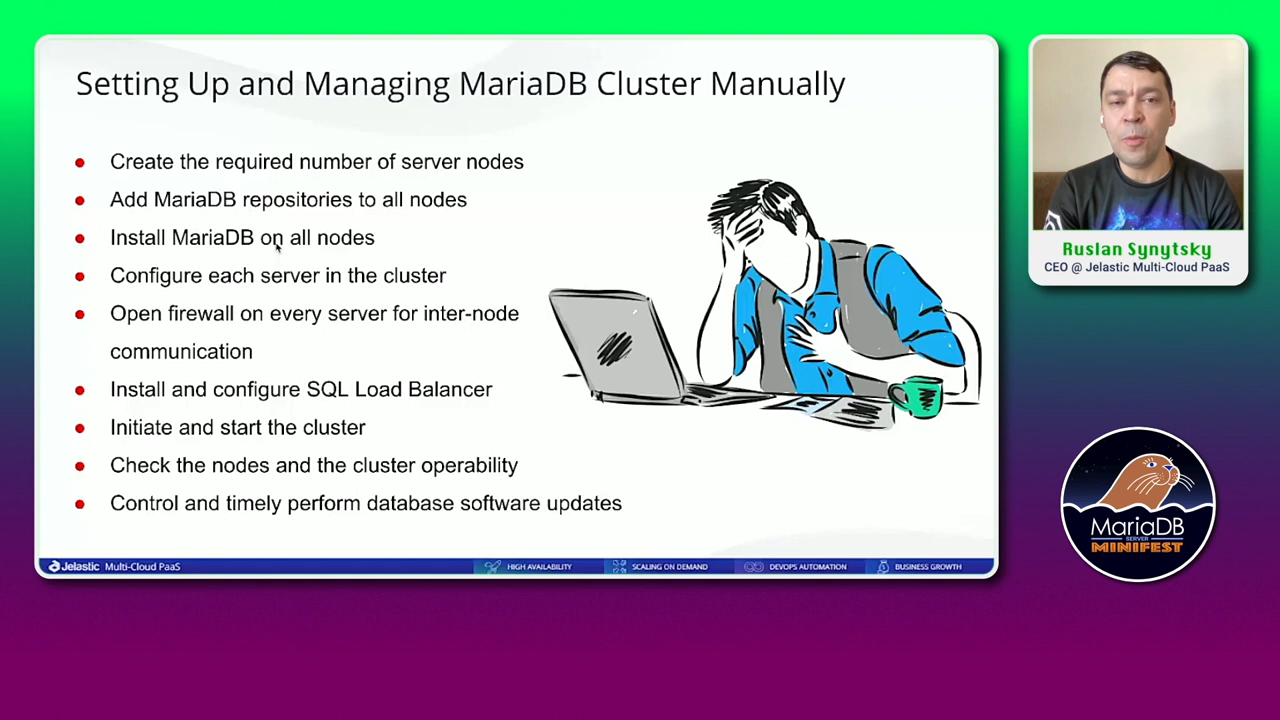 Setting Up and Managing MariaDB Cluster Manually
Create the required number of server nodes
Add MariaDB repositories to all nodes
Install MariaDB on all nodes
Configure each server in the cluster
Open firewall on every server for inter-node
communication
Install and configure SQL Load Balancer
Initiate and start the cluster
Check the nodes and the cluster operability
Control and timely perform database software updates
Jelastic Multi-Cloud PaaS
HIGH AVAILABILITY
SCALING ON DEMAND
DEVOPS AUTOMATION
BUSINESS GROWTH
Ruslan Synytsky
CEO @ Jelastic Multi-Cloud PaaS
MariaDB
SERVER
MINIFEST